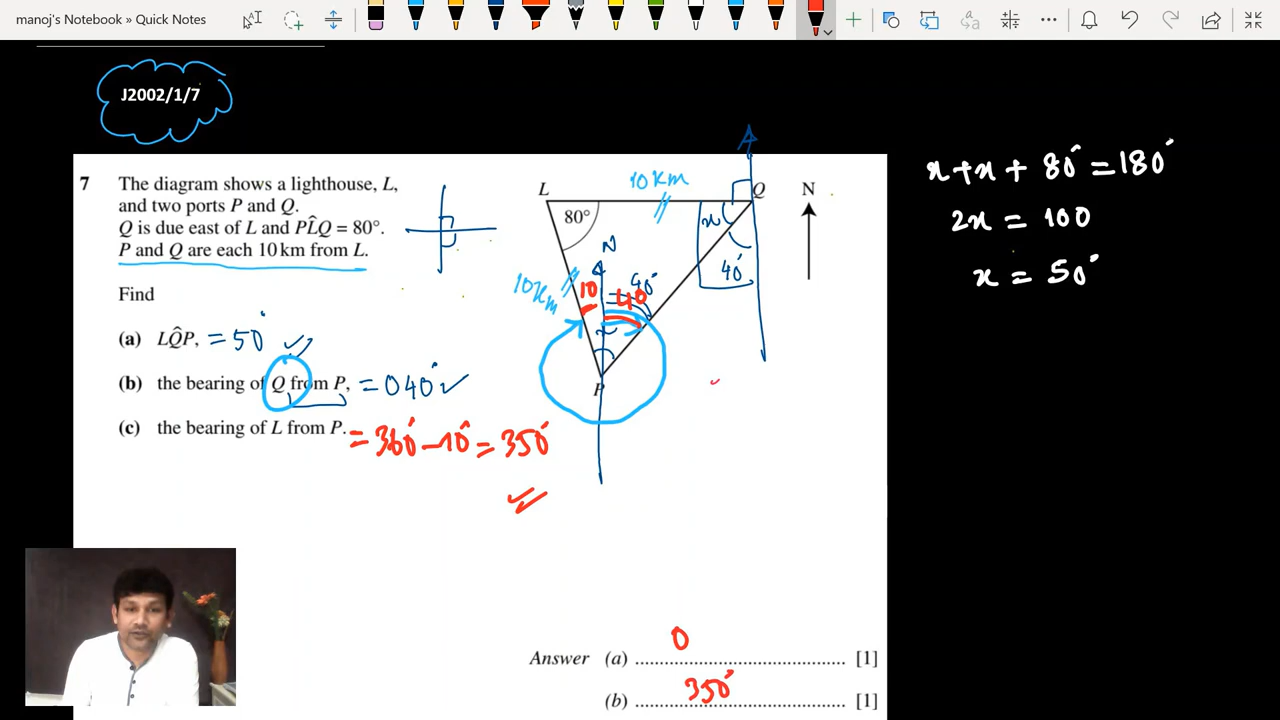 manoj's Notebook » Quick Notes
J2002/1/7
7 The diagram shows a lighthouse, L,
and two ports P and Q.
Q is due east of L and PL̂Q = 80°.
P and Q are each 10 km from L.
Find
(a) LQ̂P, = 50°
(b) the bearing of Q from P, = 040°
(c) the bearing of L from P. = 360° - 10° = 350°
L
10 km
Q
N
80°
x
N
10 km
10
40°
40
40°
x
P
x + x + 80° = 180°
2x = 100
x = 50°
Answer (a) ............ 0 ............ [1]
(b) ............ 350° ............ [1]